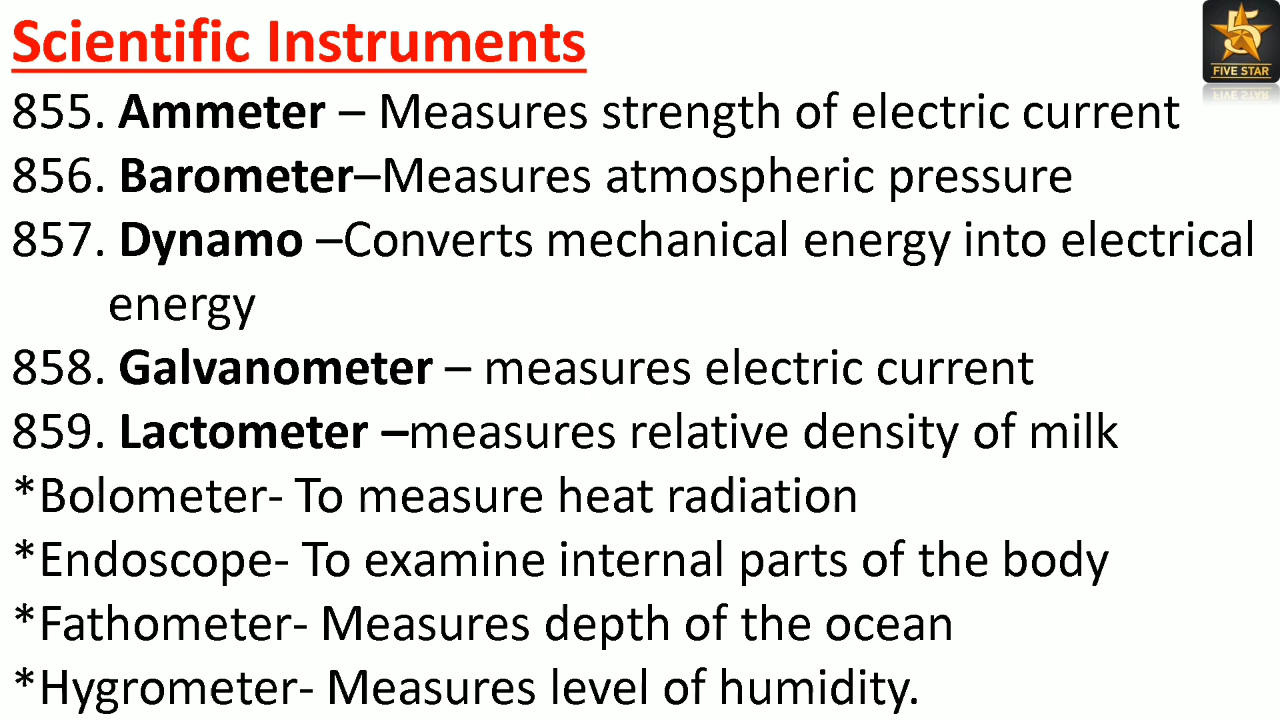 Scientific Instruments
5
FIVE STAR
855. Ammeter – Measures strength of electric current
856. Barometer–Measures atmospheric pressure
857. Dynamo –Converts mechanical energy into electrical
energy
858. Galvanometer – measures electric current
859. Lactometer –measures relative density of milk
*Bolometer- To measure heat radiation
*Endoscope- To examine internal parts of the body
*Fathometer- Measures depth of the ocean
*Hygrometer- Measures level of humidity.